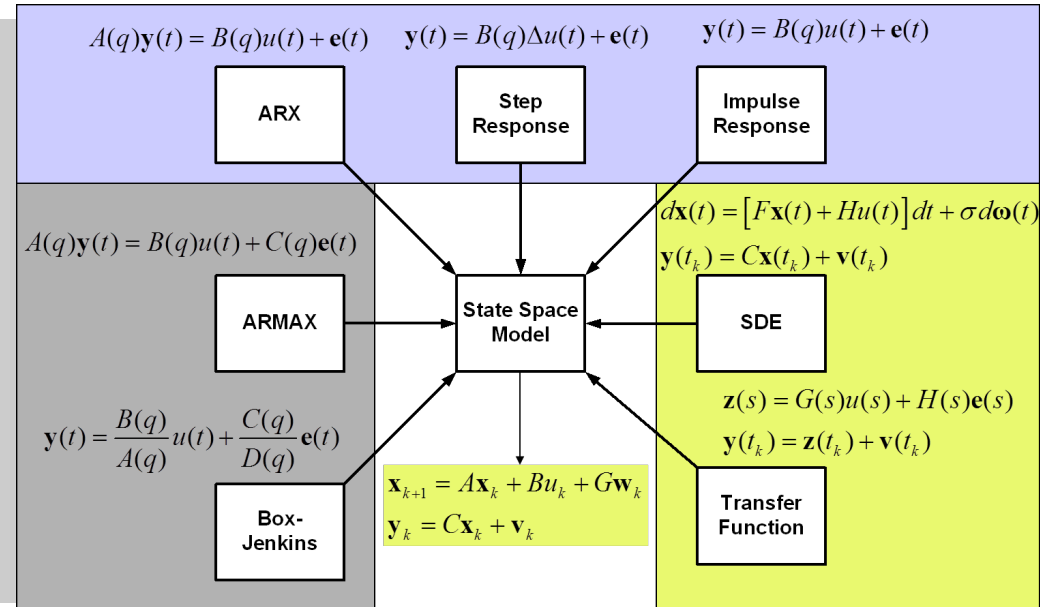 A(q)y(t) = B(q)u(t) + e(t)
y(t) = B(q)Δu(t) + e(t)
y(t) = B(q)u(t) + e(t)
ARX
Step
Response
Impulse
Response
A(q)y(t) = B(q)u(t) + C(q)e(t)
dx(t) = [Fx(t) + Hu(t)]dt + σdω(t)
y(t_k) = Cx(t_k) + v(t_k)
ARMAX
State Space
Model
SDE
y(t) = B(q)/A(q) u(t) + C(q)/D(q) e(t)
z(s) = G(s)u(s) + H(s)e(s)
y(t_k) = z(t_k) + v(t_k)
x_{k+1} = Ax_k + Bu_k + Gw_k
y_k = Cx_k + v_k
Box-
Jenkins
Transfer
Function